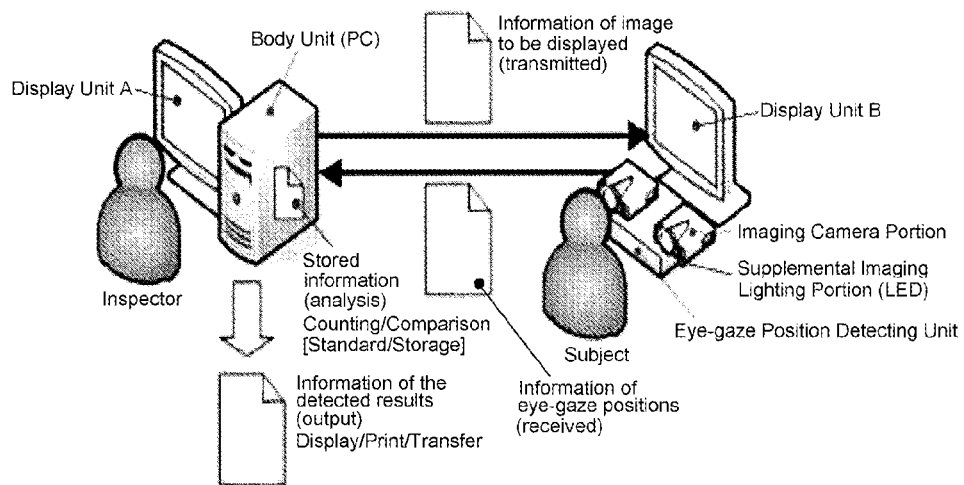 Information of image
to be displayed
(transmitted)
Body Unit (PC)
Display Unit A
Display Unit B
Imaging Camera Portion
Supplemental Imaging
Lighting Portion (LED)
Eye-gaze Position Detecting Unit
Inspector
Stored
information
(analysis)
Counting/Comparison
[Standard/Storage]
Subject
Information of the
detected results
(output)
Display/Print/Transfer
Information of
eye-gaze positions
(received)